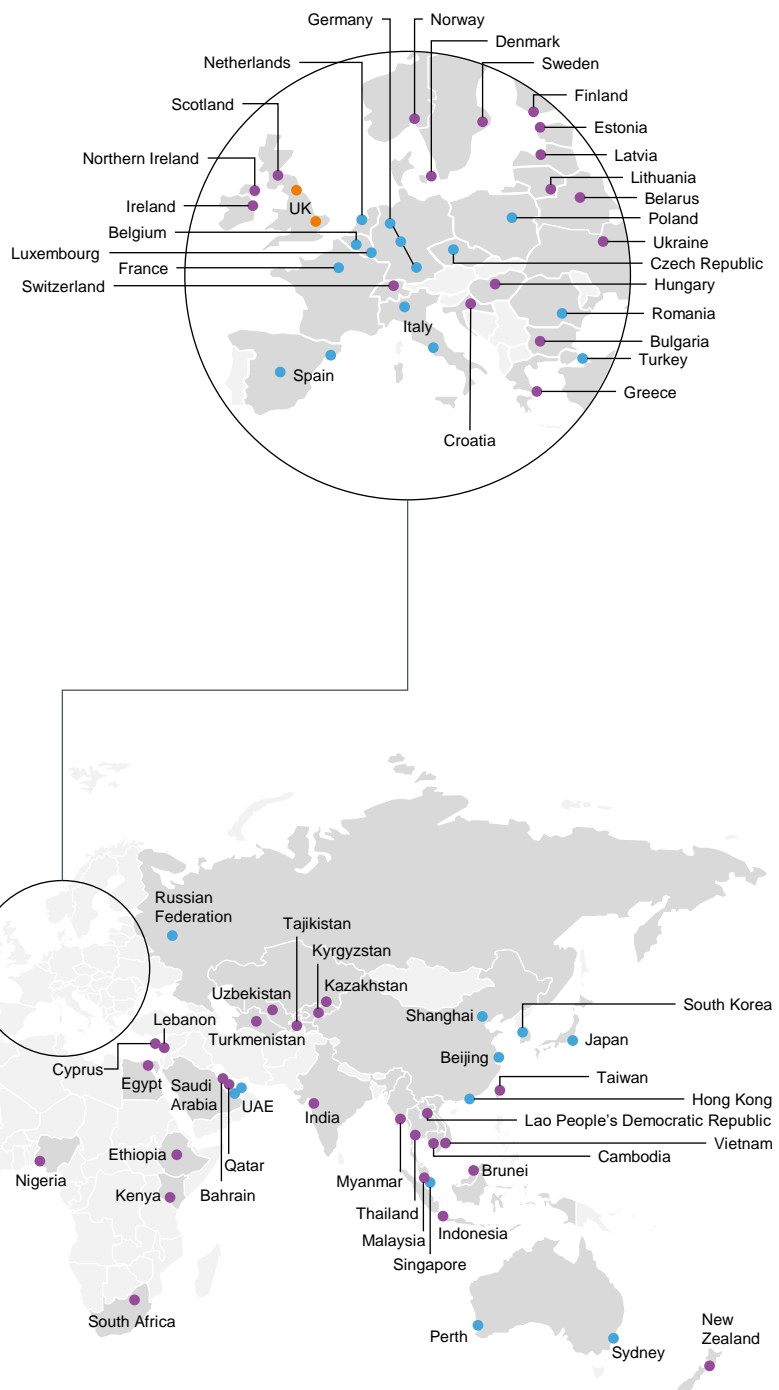 Germany
Norway
Denmark
Netherlands
Sweden
Scotland
Finland
Estonia
Northern Ireland
Latvia
Lithuania
Ireland
UK
Belarus
Belgium
Poland
Luxembourg
Ukraine
France
Czech Republic
Switzerland
Hungary
Italy
Romania
Bulgaria
Turkey
Spain
Greece
Croatia
Russian
Federation
Tajikistan
Kyrgyzstan
Uzbekistan
Kazakhstan
Lebanon
Shanghai
South Korea
Turkmenistan
Japan
Cyprus
Beijing
Egypt
Saudi
Arabia
Taiwan
UAE
Hong Kong
India
Lao People's Democratic Republic
Ethiopia
Vietnam
Qatar
Cambodia
Nigeria
Brunei
Kenya
Bahrain
Myanmar
Thailand
Malaysia
Indonesia
Singapore
South Africa
Perth
Sydney
New
Zealand